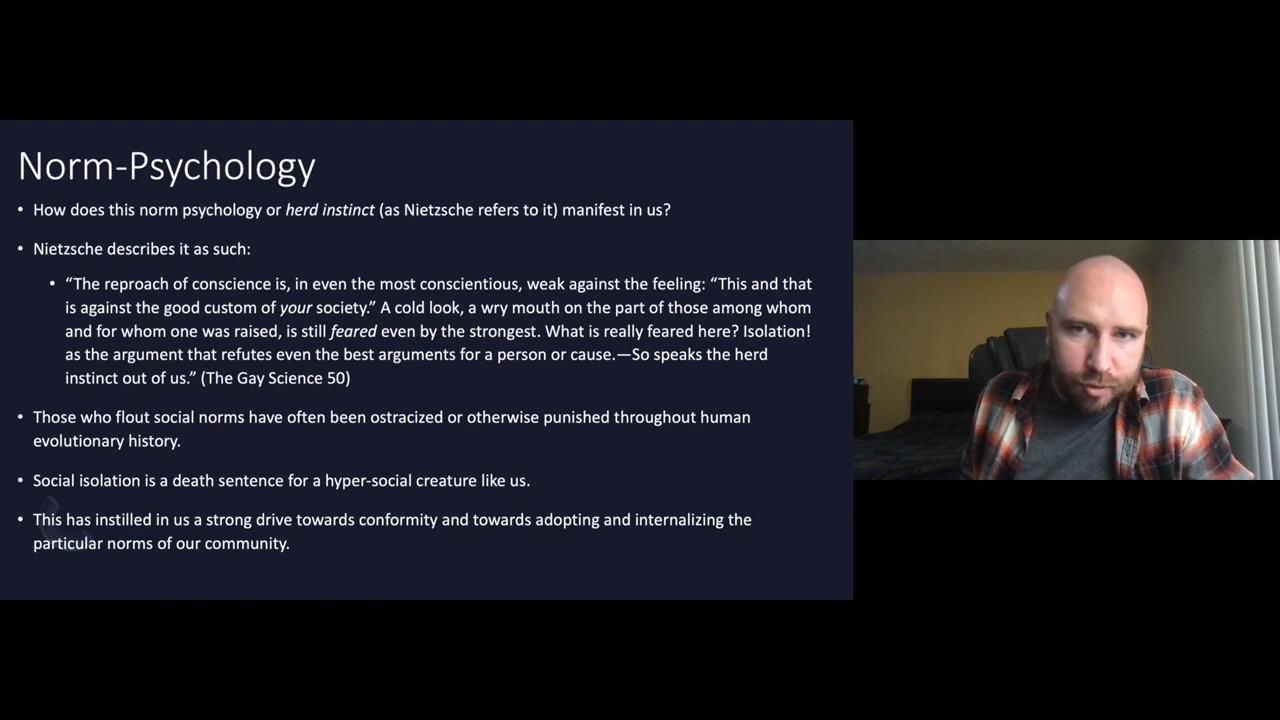 Norm-Psychology
• How does this norm psychology or herd instinct (as Nietzsche refers to it) manifest in us?
• Nietzsche describes it as such:
• “The reproach of conscience is, in even the most conscientious, weak against the feeling: “This and that
is against the good custom of your society.” A cold look, a wry mouth on the part of those among whom
and for whom one was raised, is still feared even by the strongest. What is really feared here? Isolation!
as the argument that refutes even the best arguments for a person or cause.—So speaks the herd
instinct out of us.” (The Gay Science 50)
• Those who flout social norms have often been ostracized or otherwise punished throughout human
evolutionary history.
• Social isolation is a death sentence for a hyper-social creature like us.
• This has instilled in us a strong drive towards conformity and towards adopting and internalizing the
particular norms of our community.